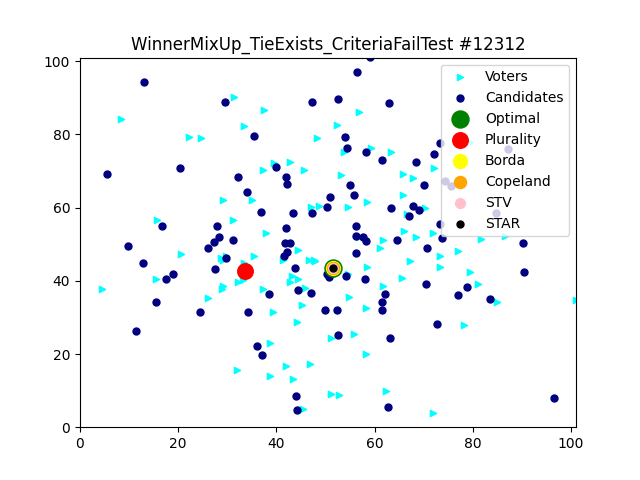 WinnerMixUp_TieExists_CriteriaFailTest #12312
100
80
60
40
20
0
0
20
40
60
80
100
Voters
Candidates
Optimal
Plurality
Borda
Copeland
STV
STAR